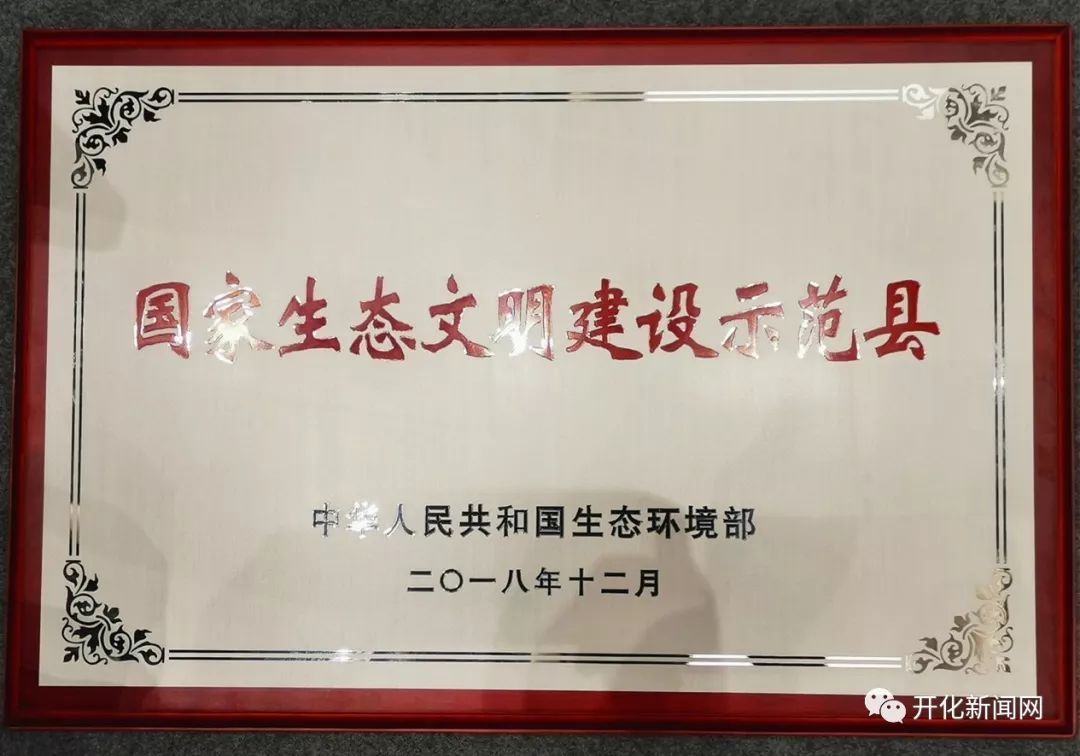 国家生态文明建设示范县
中华人民共和国生态环境部
二〇一八年十二月
开化新闻网